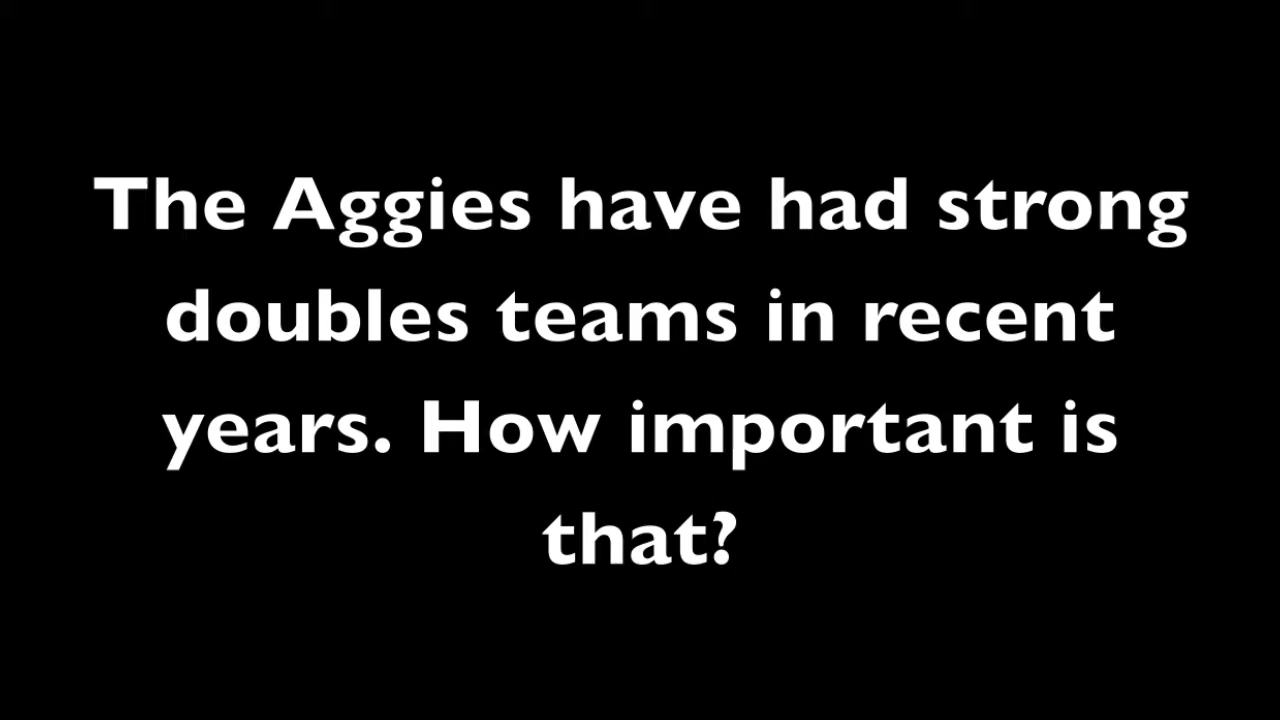 The Aggies have had strong
doubles teams in recent
years. How important is
that?